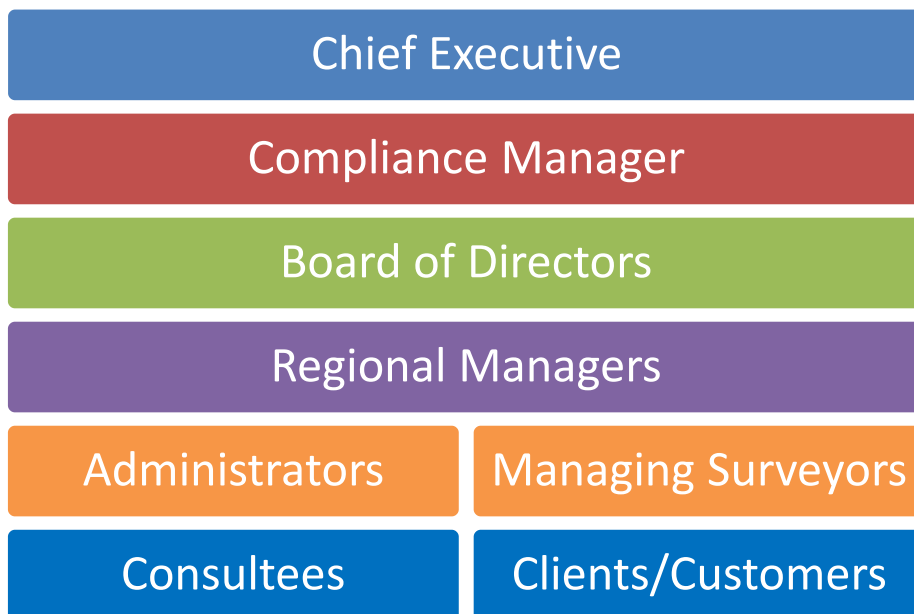 Chief Executive
Compliance Manager
Board of Directors
Regional Managers
Administrators
Managing Surveyors
Consultees
Clients/Customers